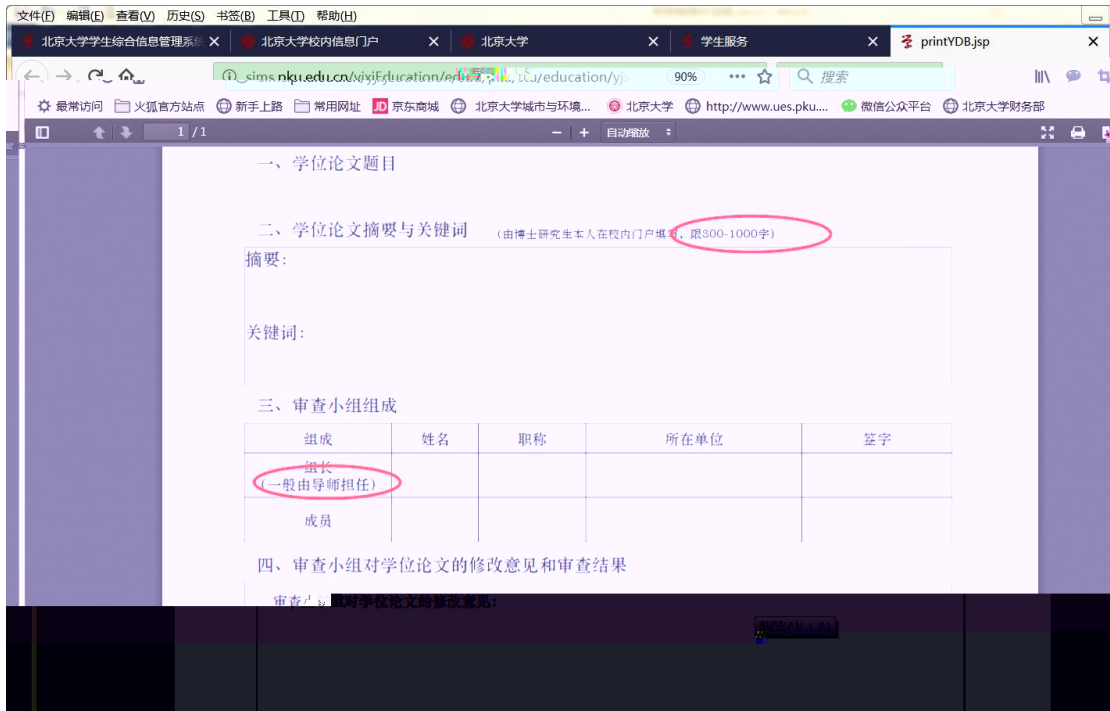 文件(F) 编辑(E) 查看(V) 历史(S) 书签(B) 工具(T) 帮助(H)
北京大学学生综合信息管理系统 北京大学校内信息门户 北京大学 学生服务 printYDB.jsp
90% 搜索
最常访问 火狐官方站点 新手上路 常用网址 JD 京东商城 北京大学城市与环境... 北京大学 http://www.ues.pku.... 微信公众平台 北京大学财务部
1 / 1 自动缩放
一、学位论文题目
二、学位论文摘要与关键词 (由博士研究生本人在校内门户填写，限800-1000字)
摘要：
关键词：
三、审查小组组成
组成 姓名 职称 所在单位 签字
组长
(一般由导师担任)
成员
四、审查小组对学位论文的修改意见和审查结果
审查小组对学位论文的修改意见：